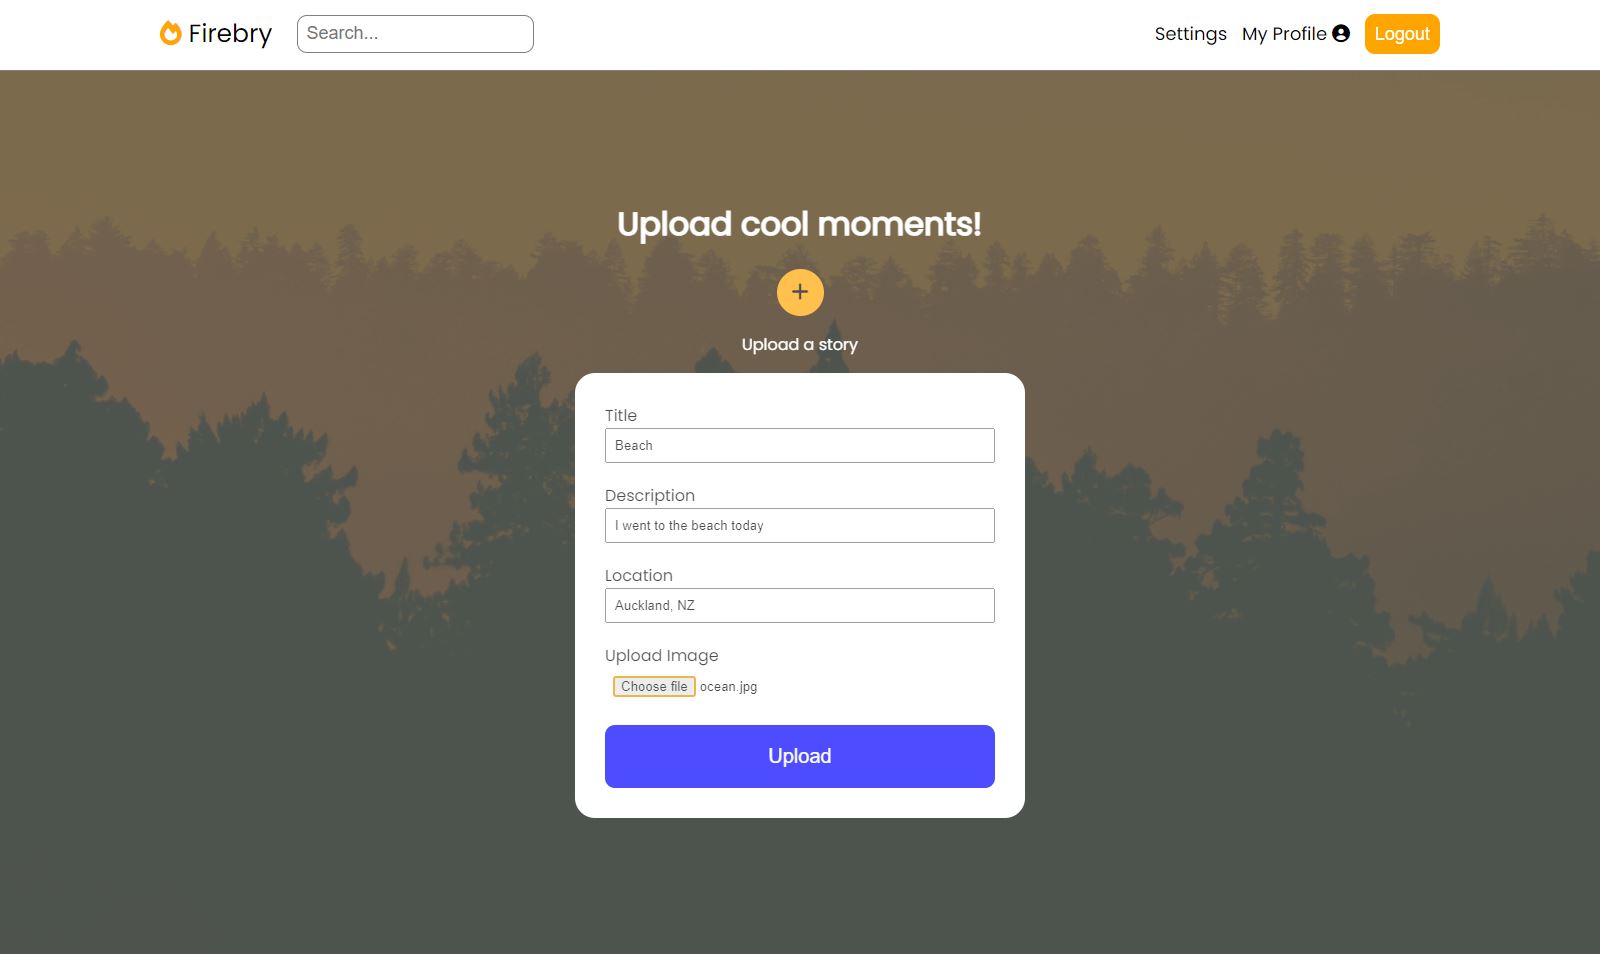 Firebry
Search...
Settings
My Profile
Logout
Upload cool moments!
+
Upload a story
Title
Beach
Description
I went to the beach today
Location
Auckland, NZ
Upload Image
Choose file ocean.jpg
Upload